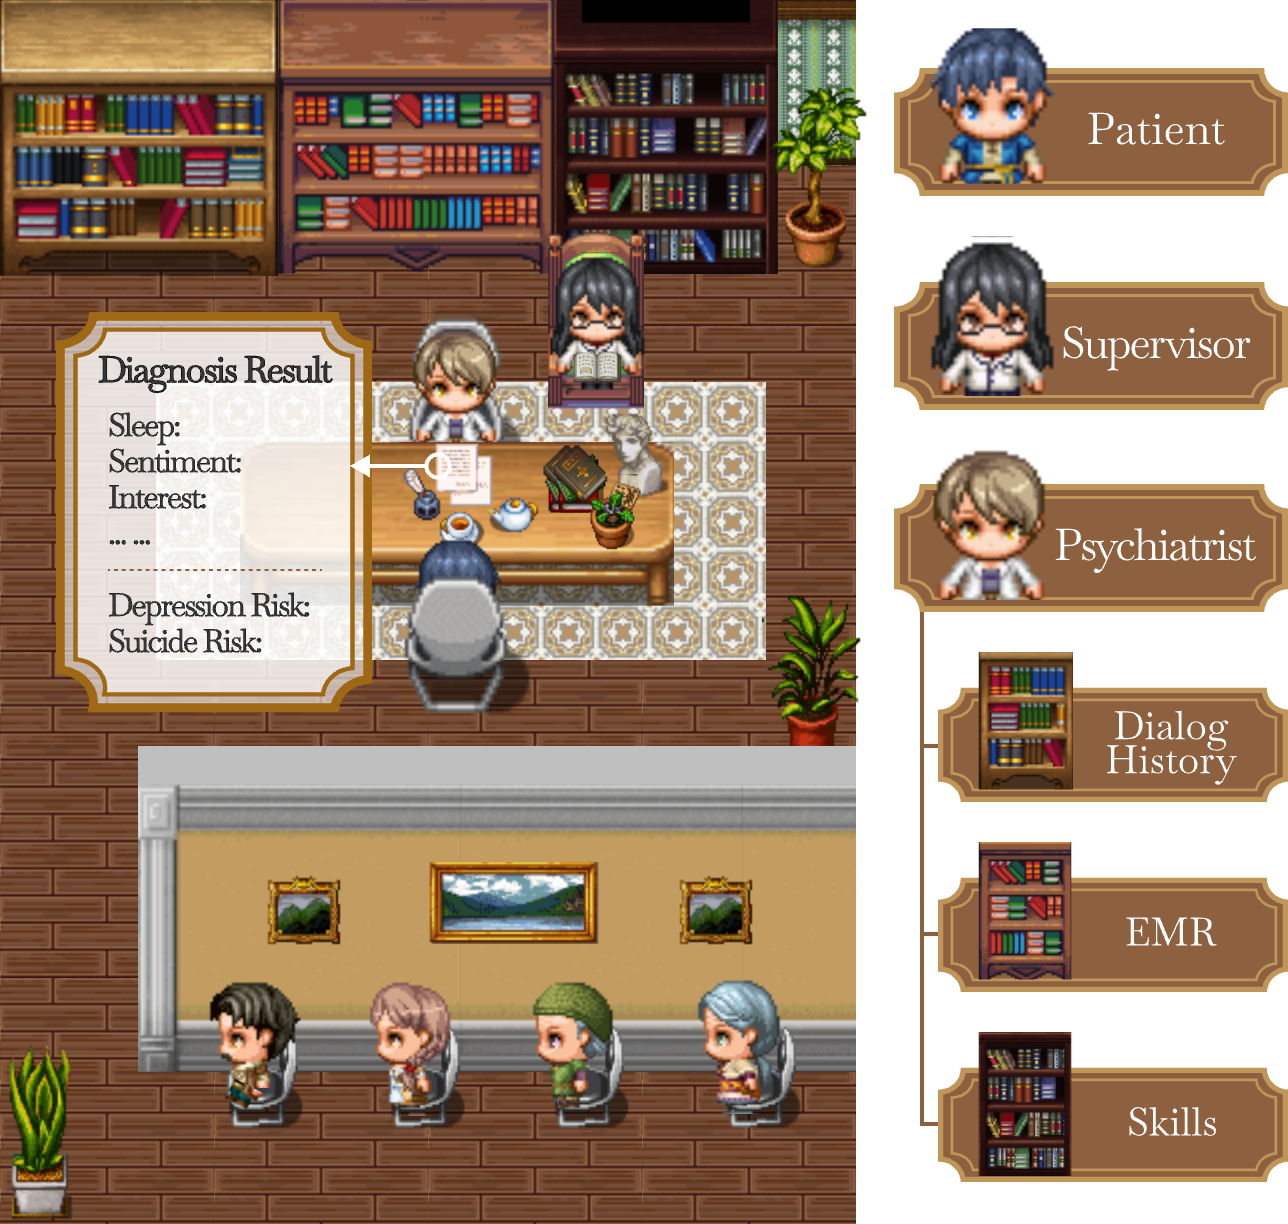 Diagnosis Result
Sleep:
Sentiment:
Interest:
... ...
Depression Risk:
Suicide Risk:
Patient
Supervisor
Psychiatrist
Dialog
History
EMR
Skills